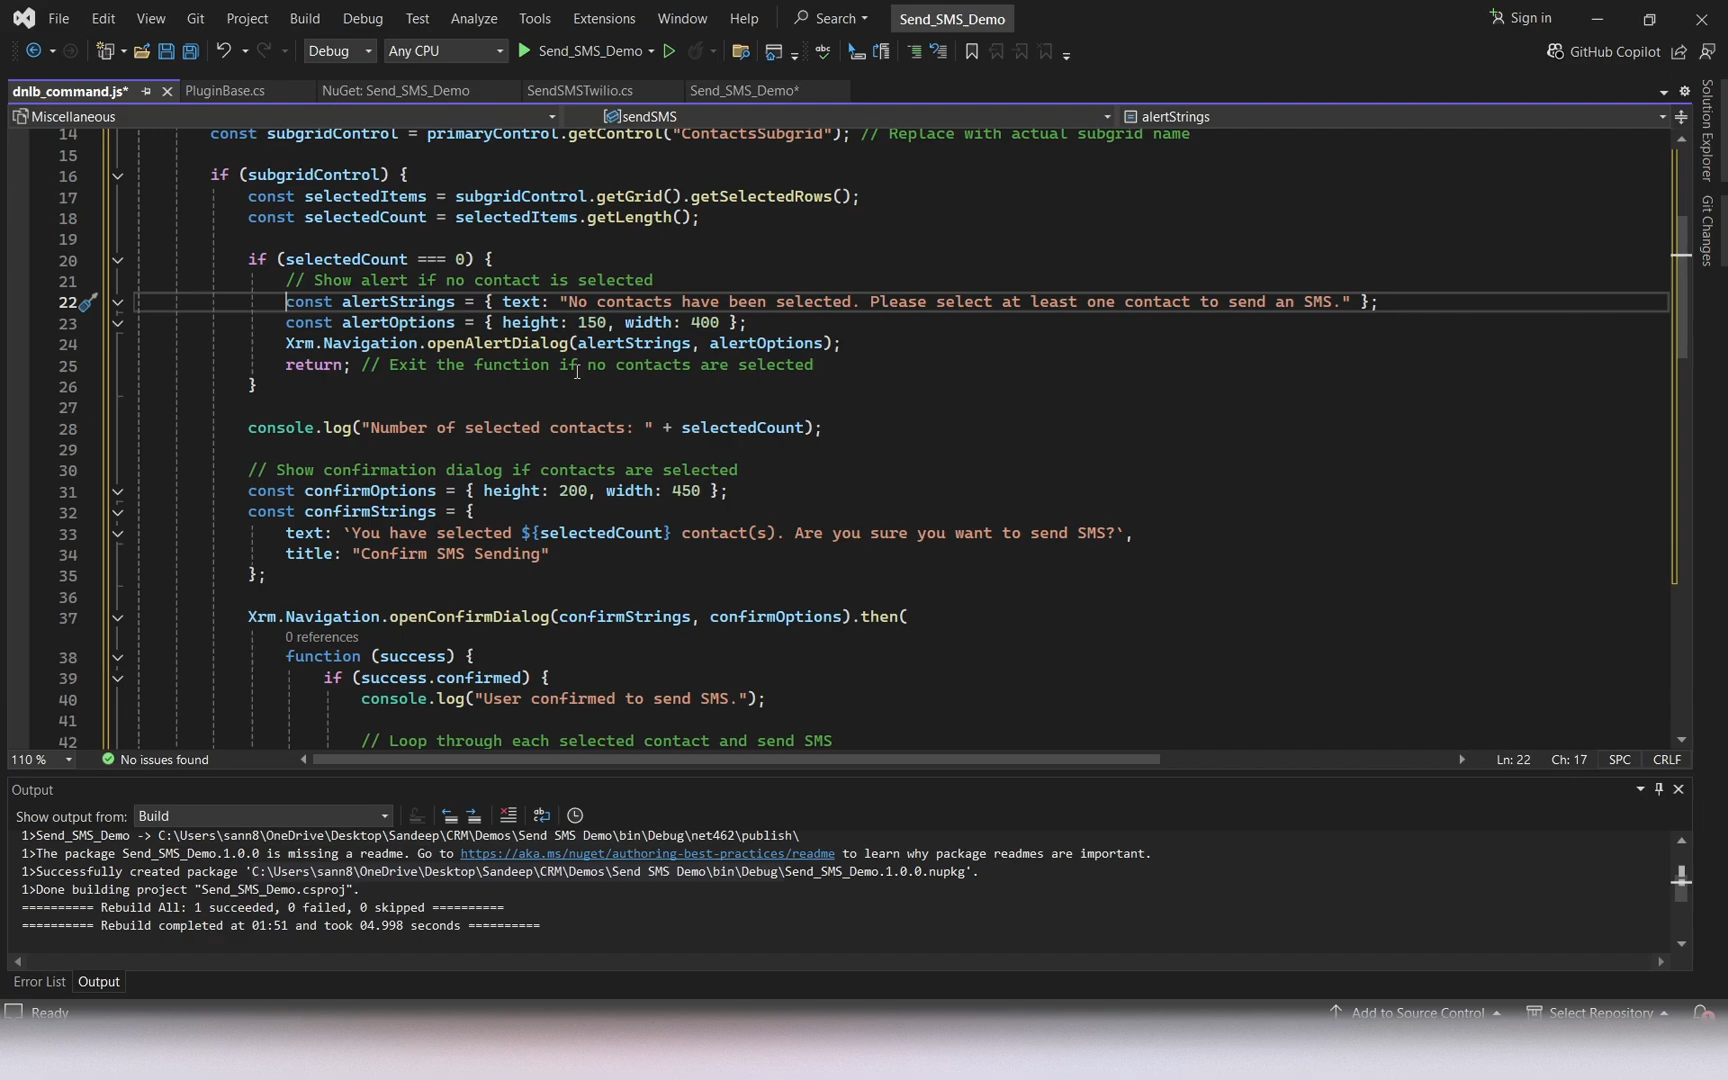 File Edit View Git Project Build Debug Test Analyze Tools Extensions Window Help Search Send_SMS_Demo Sign in
Debug Any CPU Send_SMS_Demo GitHub Copilot
dnlb_command.js* PluginBase.cs NuGet: Send_SMS_Demo SendSMSTwilio.cs Send_SMS_Demo*
Miscellaneous sendSMS alertStrings
14 const subgridControl = primaryControl.getControl("ContactsSubgrid"); // Replace with actual subgrid name
15
16 if (subgridControl) {
17 const selectedItems = subgridControl.getGrid().getSelectedRows();
18 const selectedCount = selectedItems.getLength();
19
20 if (selectedCount === 0) {
21 // Show alert if no contact is selected
22 const alertStrings = { text: "No contacts have been selected. Please select at least one contact to send an SMS." };
23 const alertOptions = { height: 150, width: 400 };
24 Xrm.Navigation.openAlertDialog(alertStrings, alertOptions);
25 return; // Exit the function if no contacts are selected
26 }
27
28 console.log("Number of selected contacts: " + selectedCount);
29
30 // Show confirmation dialog if contacts are selected
31 const confirmOptions = { height: 200, width: 450 };
32 const confirmStrings = {
33 text: `You have selected ${selectedCount} contact(s). Are you sure you want to send SMS?`,
34 title: "Confirm SMS Sending"
35 };
36
37 Xrm.Navigation.openConfirmDialog(confirmStrings, confirmOptions).then(
0 references
38 function (success) {
39 if (success.confirmed) {
40 console.log("User confirmed to send SMS.");
41
42 // Loop through each selected contact and send SMS
110 % No issues found Ln: 22 Ch: 17 SPC CRLF
Output
Show output from: Build
1>Send_SMS_Demo -> C:\Users\sann8\OneDrive\Desktop\Sandeep\CRM\Demos\Send SMS Demo\bin\Debug\net462\publish\
1>The package Send_SMS_Demo.1.0.0 is missing a readme. Go to https://aka.ms/nuget/authoring-best-practices/readme to learn why package readmes are important.
1>Successfully created package 'C:\Users\sann8\OneDrive\Desktop\Sandeep\CRM\Demos\Send SMS Demo\bin\Debug\Send_SMS_Demo.1.0.0.nupkg'.
1>Done building project "Send_SMS_Demo.csproj".
========== Rebuild All: 1 succeeded, 0 failed, 0 skipped ==========
========== Rebuild completed at 01:51 and took 04.998 seconds ==========
Error List Output
Ready Add to Source Control Select Repository
Solution Explorer
Git Changes